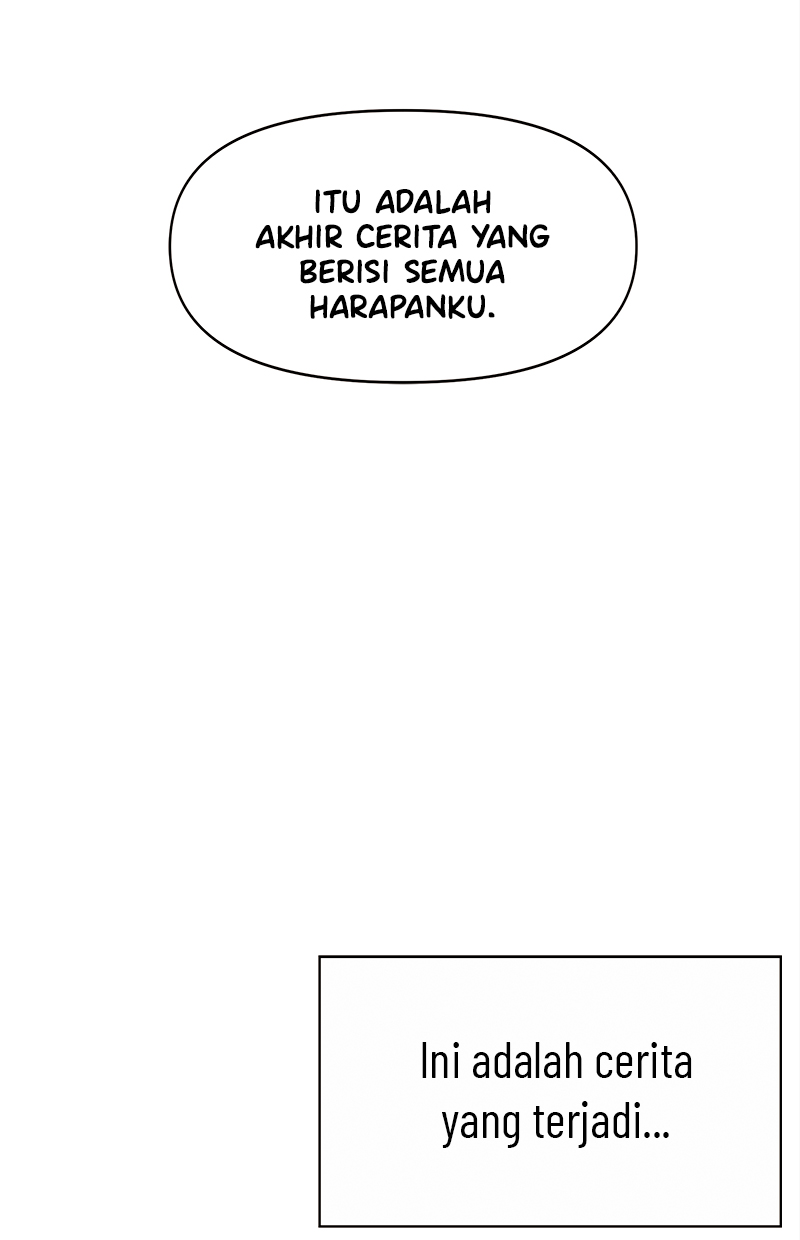 ITU ADALAH
AKHIR CERITA YANG
BERISI SEMUA
HARAPANKU.
Ini adalah cerita
yang terjadi...